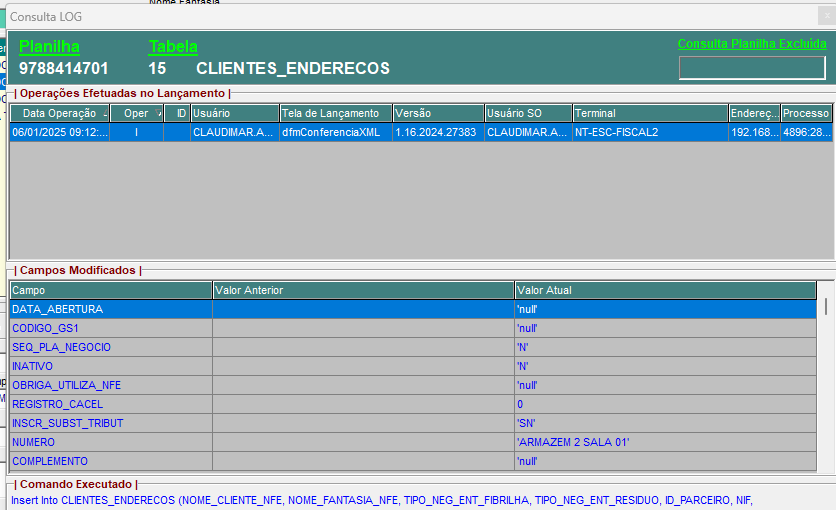 Nome Fantasia
Consulta LOG
Planilha Tabela Consulta Planilha Excluída
9788414701 15 CLIENTES_ENDERECOS
| Operações Efetuadas no Lançamento |
Data Operação Oper ID Usuário Tela de Lançamento Versão Usuário SO Terminal Endereç... Processo
06/01/2025 09:12:... I CLAUDIMAR.A... dfmConferenciaXML 1.16.2024.27383 CLAUDIMAR.A... NT-ESC-FISCAL2 192.168... 4896:28...
| Campos Modificados |
Campo Valor Anterior Valor Atual
DATA_ABERTURA 'null'
CODIGO_GS1 'null'
SEQ_PLA_NEGOCIO 'N'
INATIVO 'N'
OBRIGA_UTILIZA_NFE 'null'
REGISTRO_CACEL 0
INSCR_SUBST_TRIBUT 'SN'
NUMERO 'ARMAZEM 2 SALA 01'
COMPLEMENTO 'null'
| Comando Executado |
Insert Into CLIENTES_ENDERECOS (NOME_CLIENTE_NFE, NOME_FANTASIA_NFE, TIPO_NEG_ENT_FIBRILHA, TIPO_NEG_ENT_RESIDUO, ID_PARCEIRO, NIF,